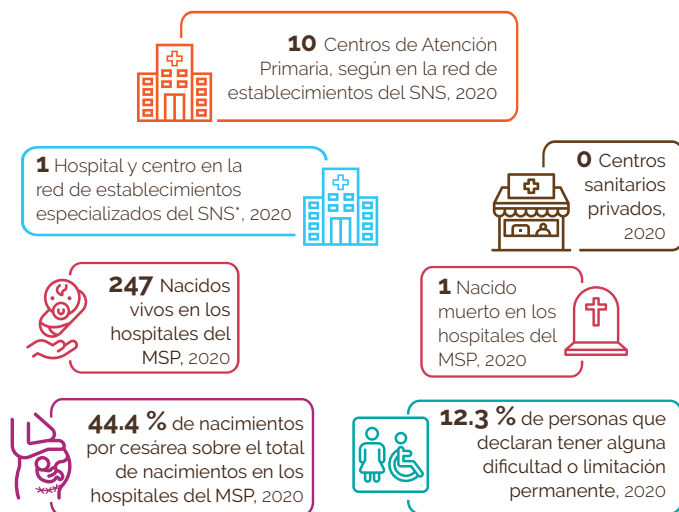 10 Centros de Atención
Primaria, según en la red de
establecimientos del SNS, 2020
1 Hospital y centro en la
red de establecimientos
especializados del SNS*, 2020
0 Centros
sanitarios
privados,
2020
247 Nacidos
vivos en los
hospitales del
MSP, 2020
1 Nacido
muerto en los
hospitales del
MSP, 2020
44.4 % de nacimientos
por cesárea sobre el total
de nacimientos en los
hospitales del MSP, 2020
12.3 % de personas que
declaran tener alguna
dificultad o limitación
permanente, 2020